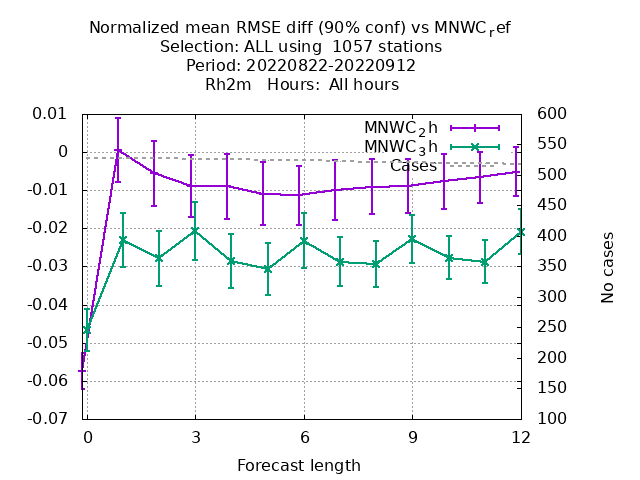 Normalized mean RMSE diff (90% conf) vs MNWC_ref
Selection: ALL using 1057 stations
Period: 20220822-20220912
Rh2m Hours: All hours
0.01
0
-0.01
-0.02
-0.03
-0.04
-0.05
-0.06
-0.07
600
550
500
450
400
350
300
250
200
150
100
MNWC_2h
MNWC_3h
Cases
No cases
0 3 6 9 12
Forecast length